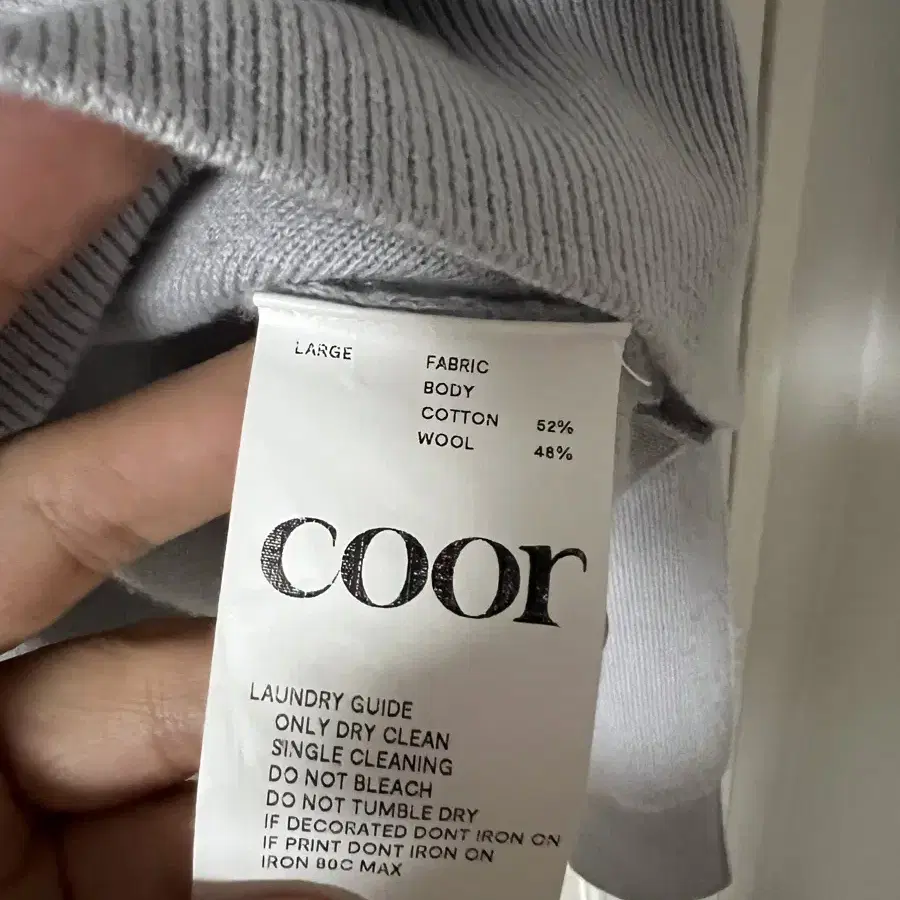 LARGE
FABRIC
BODY
COTTON 52%
WOOL 48%
coor
LAUNDRY GUIDE
ONLY DRY CLEAN
SINGLE CLEANING
DO NOT BLEACH
DO NOT TUMBLE DRY
IF DECORATED DONT IRON ON
IF PRINT DONT IRON ON
IRON 80C MAX